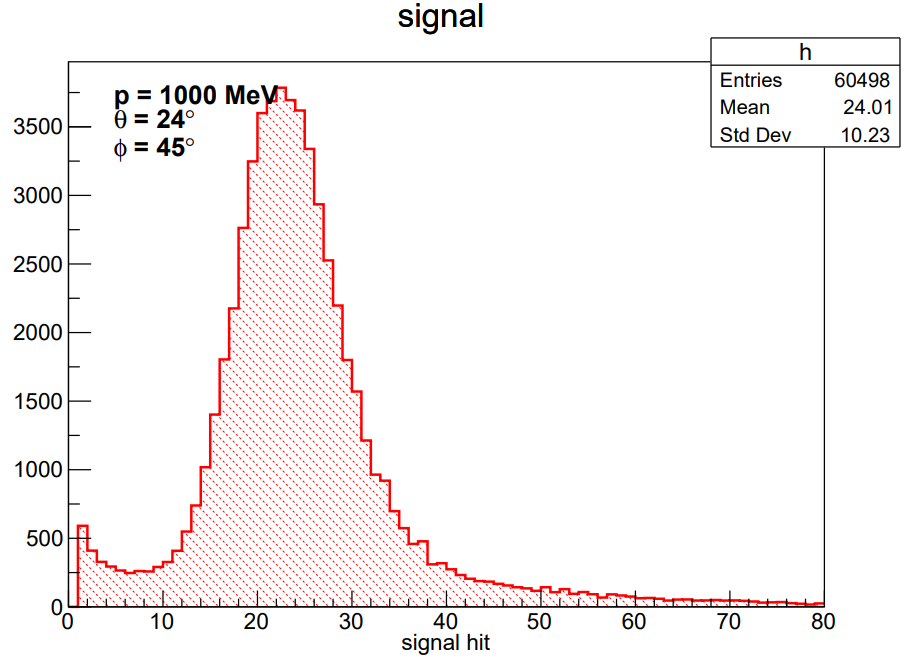 signal
h
Entries 60498
Mean 24.01
Std Dev 10.23
p = 1000 MeV
θ = 24°
ϕ = 45°
3500
3000
2500
2000
1500
1000
500
0
0 10 20 30 40 50 60 70 80
signal hit